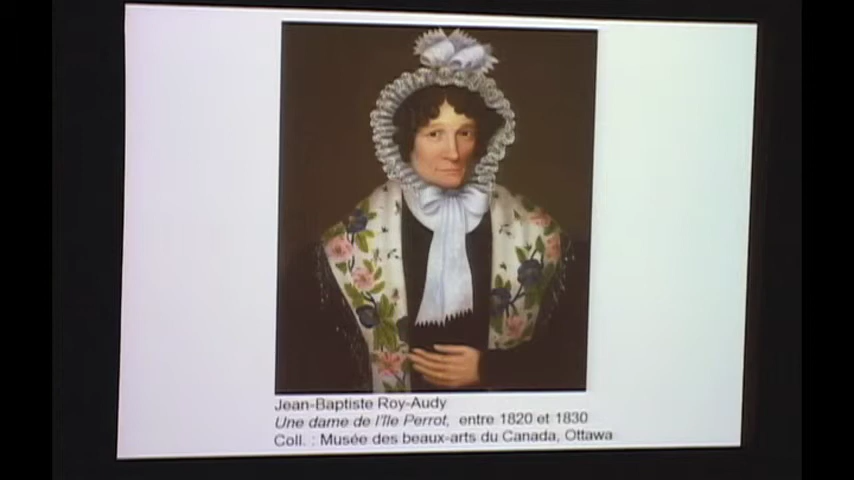 Jean-Baptiste Roy-Audy
Une dame de l'île Perrot, entre 1820 et 1830
Coll. : Musée des beaux-arts du Canada, Ottawa